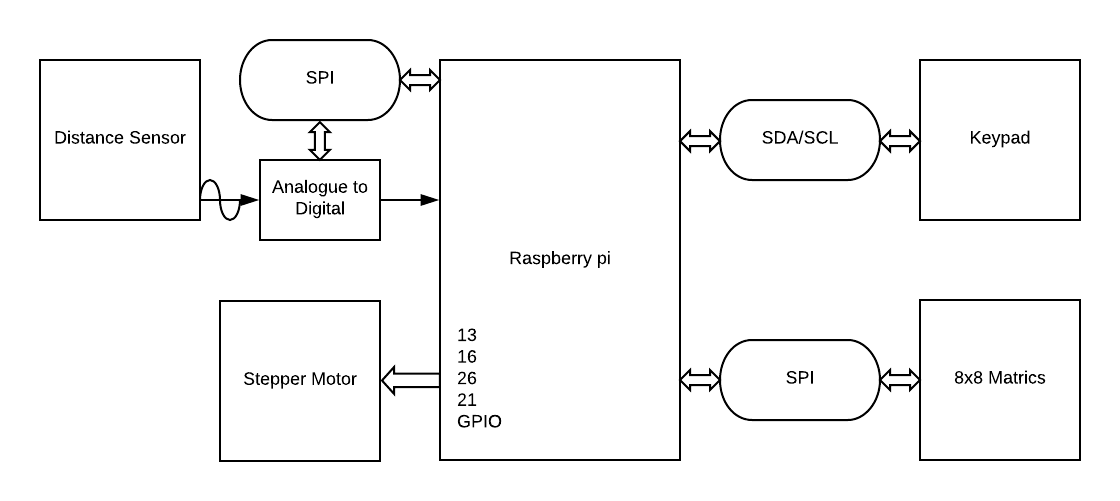 SPI
Distance Sensor
SDA/SCL
Keypad
Analogue to
Digital
Raspberry pi
13
16
26
21
GPIO
Stepper Motor
SPI
8x8 Matrics